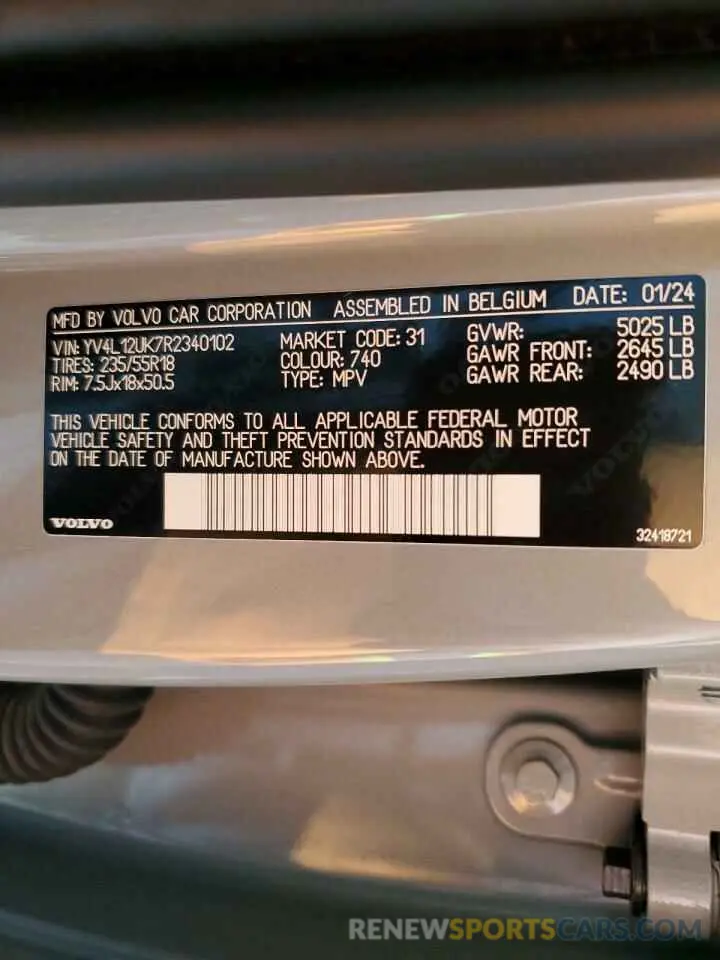 MFD BY VOLVO CAR CORPORATION ASSEMBLED IN BELGIUM DATE: 01/24
VIN: YV4L12UK7R2340102 MARKET CODE: 31 GVWR: 5025 LB
TIRES: 235/55R18 COLOUR: 740 GAWR FRONT: 2645 LB
RIM: 7.5Jx18x50.5 TYPE: MPV GAWR REAR: 2490 LB
THIS VEHICLE CONFORMS TO ALL APPLICABLE FEDERAL MOTOR
VEHICLE SAFETY AND THEFT PREVENTION STANDARDS IN EFFECT
ON THE DATE OF MANUFACTURE SHOWN ABOVE.
VOLVO 32418721
RENEWSPORTSCARS.COM